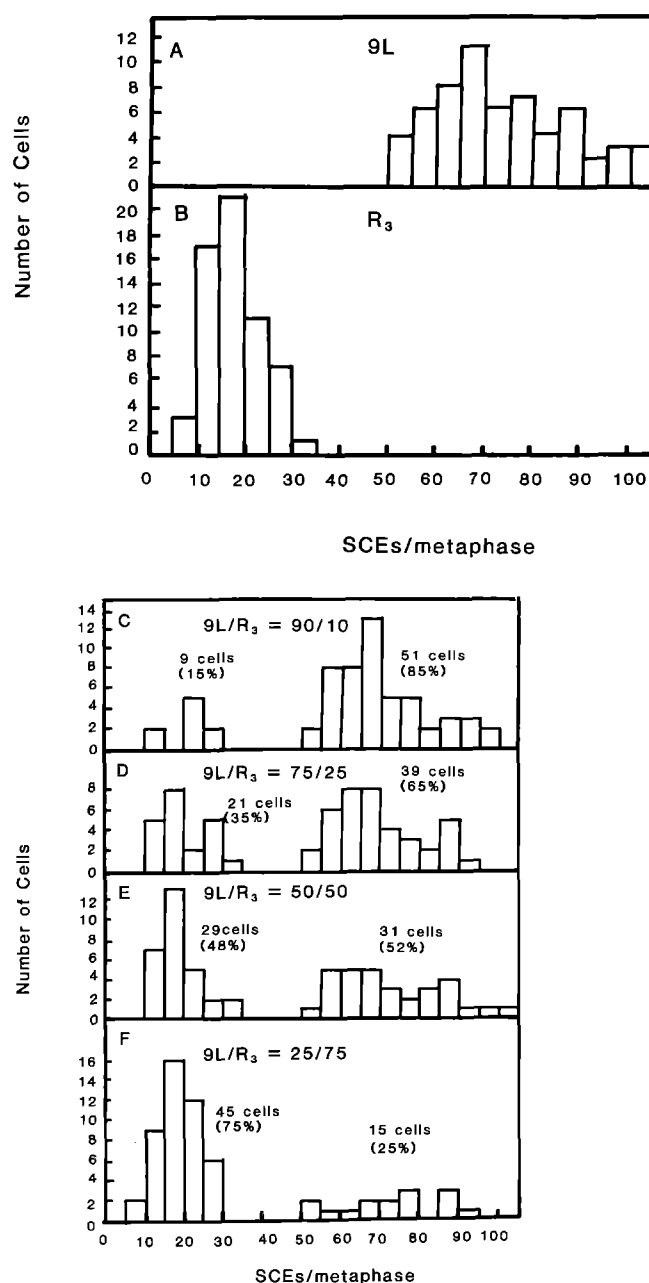 A 9L
12
10
8
6
4
2
0
B R₃
20
18
16
14
12
10
8
6
4
2
0
Number of Cells
0 10 20 30 40 50 60 70 80 90 100
SCEs/metaphase
C 9L/R₃ = 90/10
14
12
10
8
6
4
2
0
9 cells
(15%)
51 cells
(85%)
D 9L/R₃ = 75/25
8
6
4
2
0
21 cells
(35%)
39 cells
(65%)
E 9L/R₃ = 50/50
12
10
8
6
4
2
0
29cells
(48%)
31 cells
(52%)
F 9L/R₃ = 25/75
16
14
12
10
8
6
4
2
0
45 cells
(75%)
15 cells
(25%)
Number of Cells
0 10 20 30 40 50 60 70 80 90 100
SCEs/metaphase